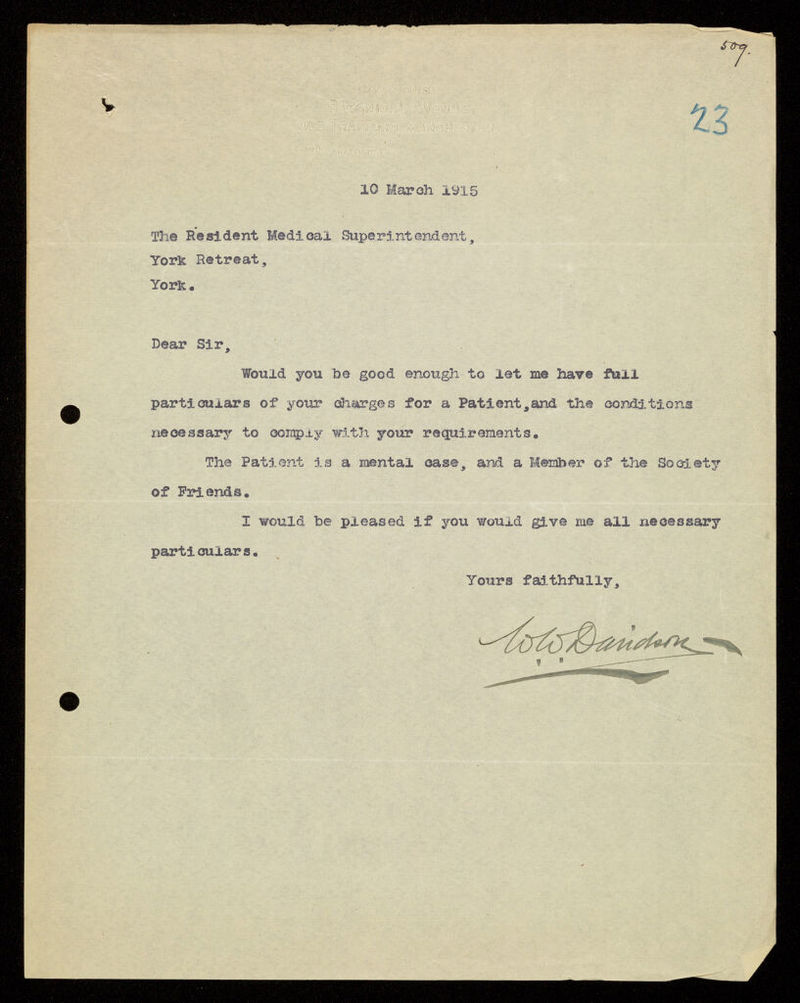 509.
23
10 March 1915
The Resident Medical Superintendent,
York Retreat,
York.
Dear Sir,
Would you be good enough to let me have full
particulars of your charges for a Patient,and the conditions
necessary to comply with your requirements.
The Patient is a mental case, and a Member of the Society
of Friends.
I would be pleased if you would give me all necessary
particulars.
Yours faithfully,
W W Davidson